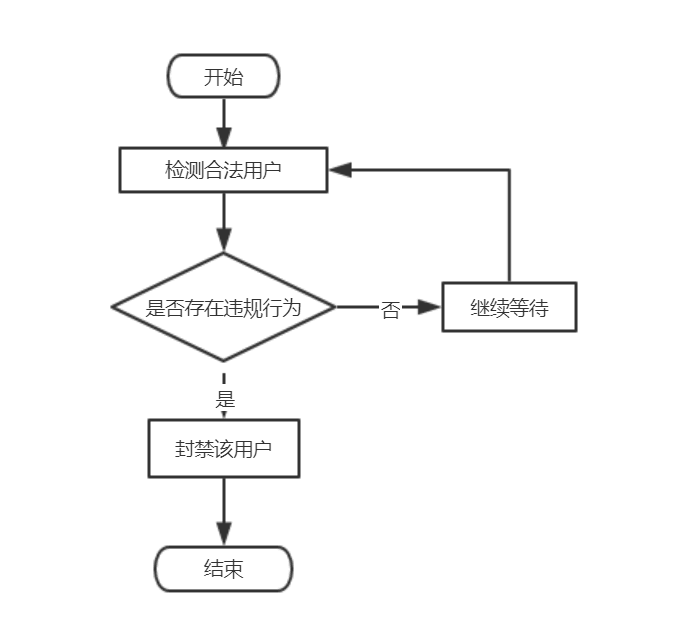 开始
检测合法用户
是否存在违规行为
否
继续等待
是
封禁该用户
结束